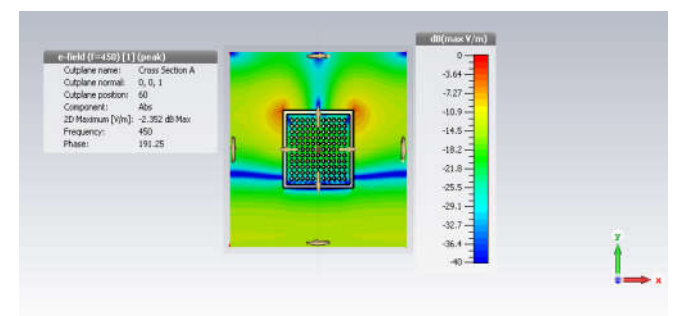 e-field (f=450) [1] (peak)
Cutplane name: Cross Section A
Cutplane normal: 0, 0, 1
Cutplane position: 60
Component: Abs
2D Maximum [V/m]: -2.352 dB Max
Frequency: 450
Phase: 191.25
dB(max V/m)
0
-3.64
-7.27
-10.9
-14.5
-18.2
-21.8
-25.5
-29.1
-32.7
-36.4
-40
y
x